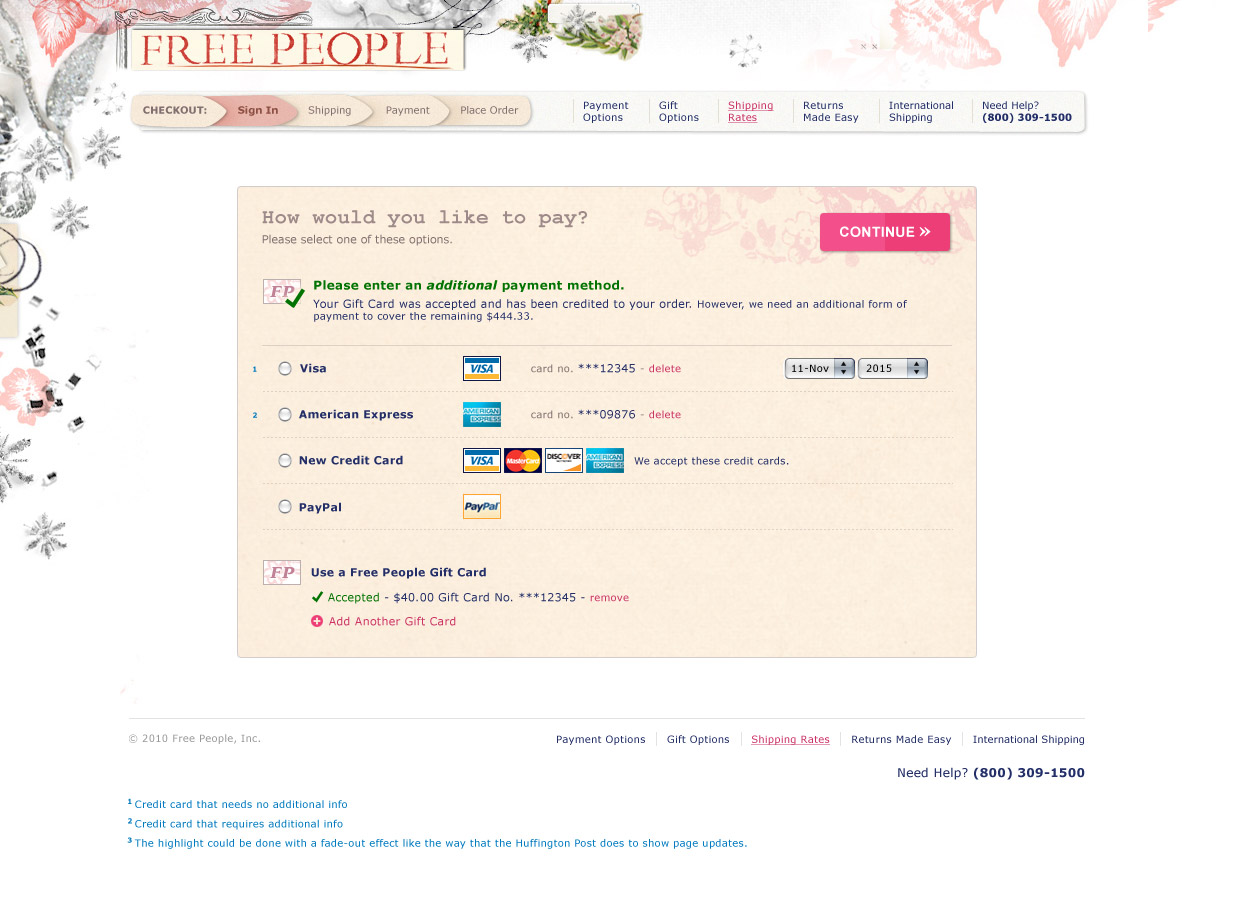 FREE PEOPLE
CHECKOUT: Sign In Shipping Payment Place Order
Payment Options
Gift Options
Shipping Rates
Returns Made Easy
International Shipping
Need Help?
(800) 309-1500
How would you like to pay?
Please select one of these options.
CONTINUE »
FP
Please enter an additional payment method.
Your Gift Card was accepted and has been credited to your order. However, we need an additional form of
payment to cover the remaining $444.33.
1 Visa VISA card no. ***12345 - delete 11-Nov 2015
2 American Express AMERICAN EXPRESS card no. ***09876 - delete
New Credit Card VISA MasterCard DISCOVER AMERICAN EXPRESS We accept these credit cards.
PayPal PayPal
FP Use a Free People Gift Card
Accepted - $40.00 Gift Card No. ***12345 - remove
Add Another Gift Card
© 2010 Free People, Inc. Payment Options Gift Options Shipping Rates Returns Made Easy International Shipping
Need Help? (800) 309-1500
1 Credit card that needs no additional info
2 Credit card that requires additional info
3 The highlight could be done with a fade-out effect like the way that the Huffington Post does to show page updates.